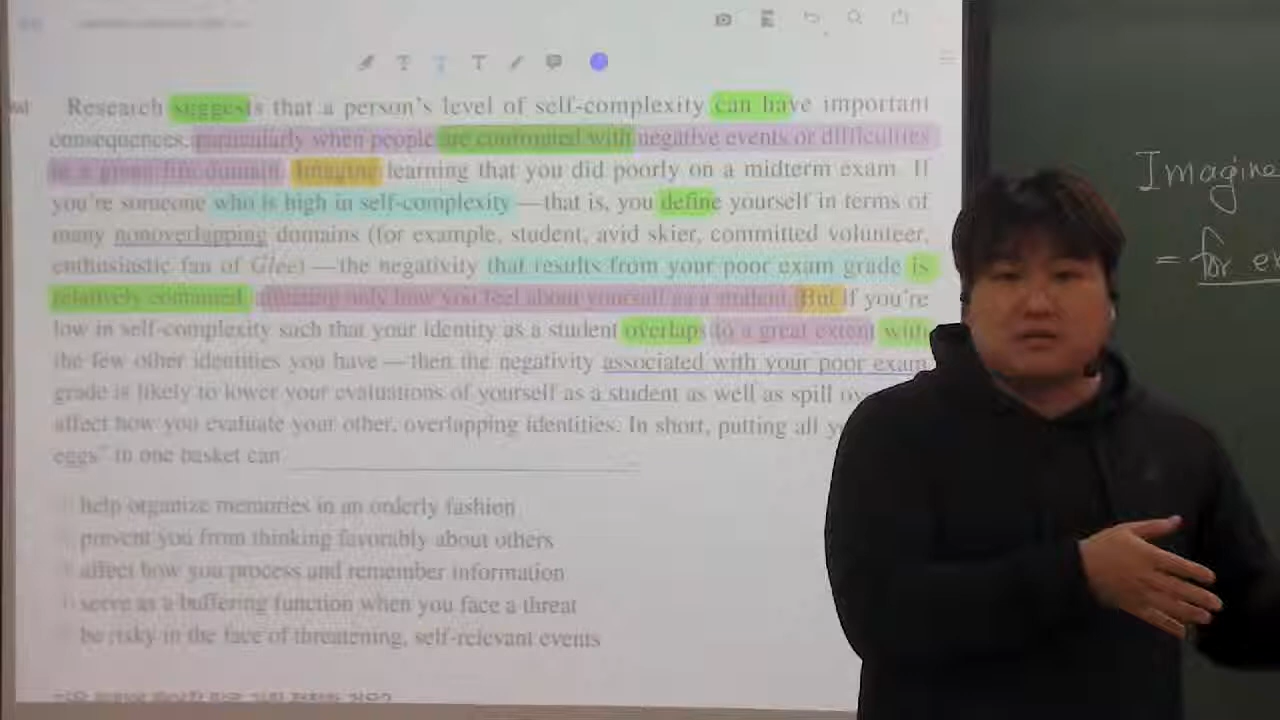 Research suggests that a person's level of self-complexity can have important
consequences, particularly when people are confronted with negative events or difficulties
in a given life domain. Imagine learning that you did poorly on a midterm exam. If
you're someone who is high in self-complexity — that is, you define yourself in terms of
many nonoverlapping domains (for example, student, avid skier, committed volunteer,
enthusiastic fan of Glee) — the negativity that results from your poor exam grade is
relatively contained, affecting only how you feel about yourself as a student. But if you're
low in self-complexity such that your identity as a student overlaps to a great extent with
the few other identities you have — then the negativity associated with your poor exam
grade is likely to lower your evaluations of yourself as a student as well as spill
affect how you evaluate your other, overlapping identities. In short, putting all
eggs" in one basket can
help organize memories in an orderly fashion
prevent you from thinking favorably about others
affect how you process and remember information
serve as a buffering function when you face a threat
be risky in the face of threatening, self-relevant events
Imagine
= for ex